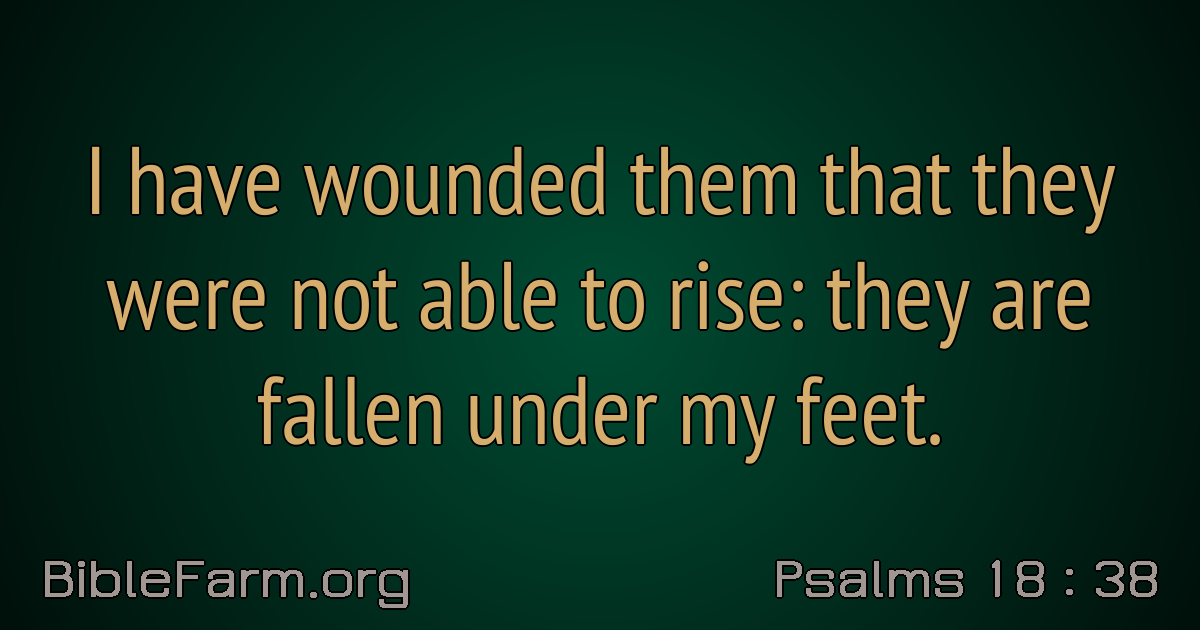 I have wounded them that they
were not able to rise: they are
fallen under my feet.
BibleFarm.org
Psalms 18 : 38